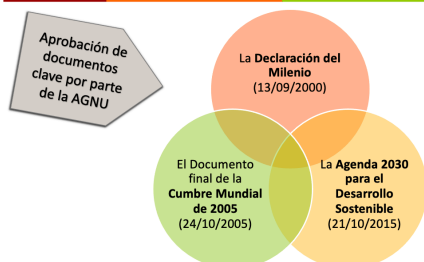 Aprobación de
documentos
clave por parte
de la AGNU
La Declaración del
Milenio
(13/09/2000)
El Documento
final de la
Cumbre Mundial
de 2005
(24/10/2005)
La Agenda 2030
para el
Desarrollo
Sostenible
(21/10/2015)